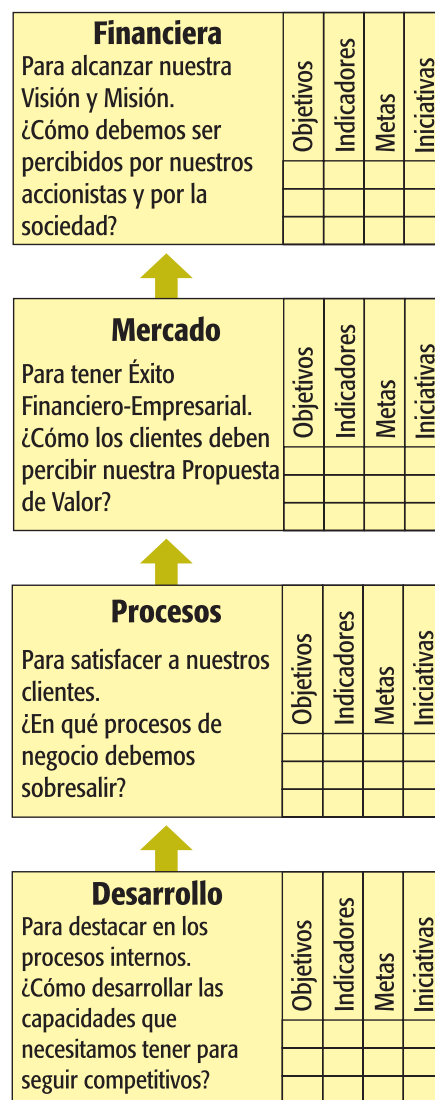 Financiera
Para alcanzar nuestra
Visión y Misión.
¿Cómo debemos ser
percibidos por nuestros
accionistas y por la
sociedad?
Objetivos
Indicadores
Metas
Iniciativas
Mercado
Para tener Éxito
Financiero-Empresarial.
¿Cómo los clientes deben
percibir nuestra Propuesta
de Valor?
Objetivos
Indicadores
Metas
Iniciativas
Procesos
Para satisfacer a nuestros
clientes.
¿En qué procesos de
negocio debemos
sobresalir?
Objetivos
Indicadores
Metas
Iniciativas
Desarrollo
Para destacar en los
procesos internos.
¿Cómo desarrollar las
capacidades que
necesitamos tener para
seguir competitivos?
Objetivos
Indicadores
Metas
Iniciativas